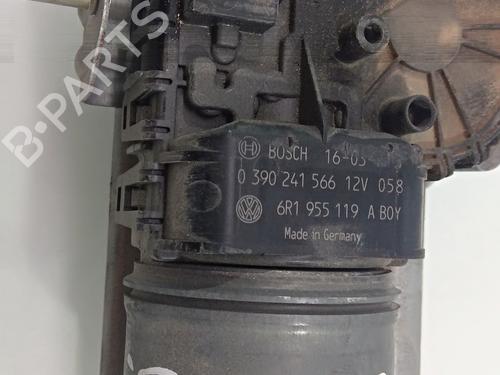 B-PARTS
BOSCH 16-03
0 390 241 566 12V 058
6R1 955 119 A BOY
Made in Germany